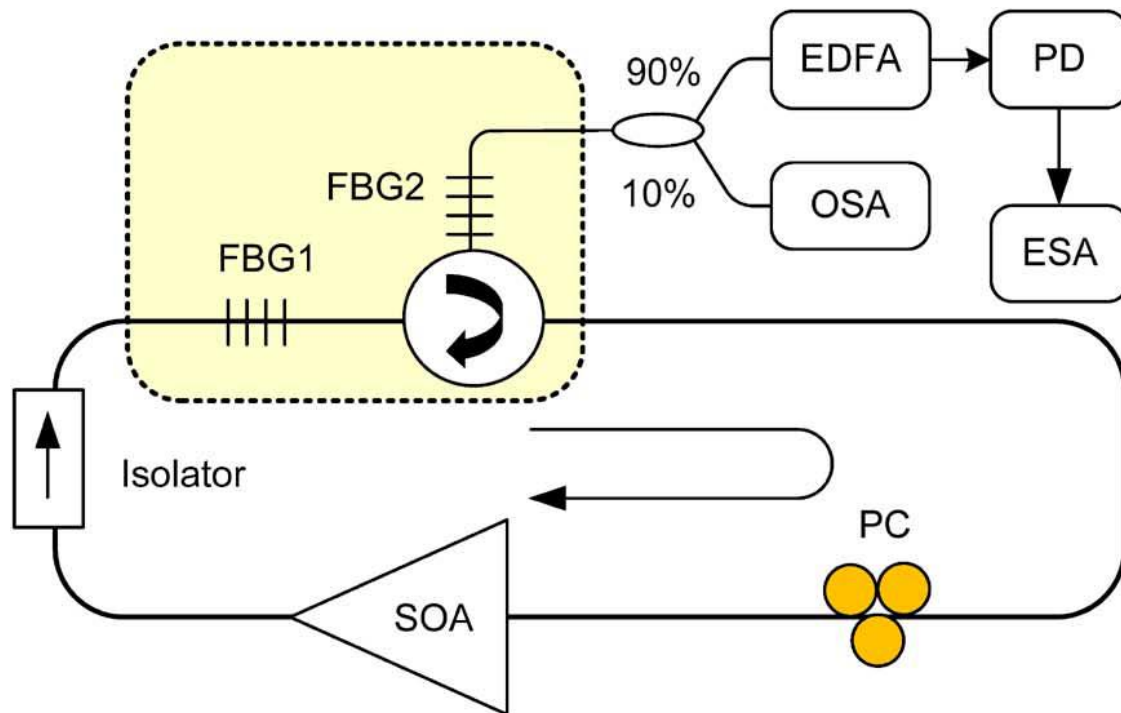 EDFA
PD
90%
FBG2
10%
OSA
ESA
FBG1
Isolator
PC
SOA